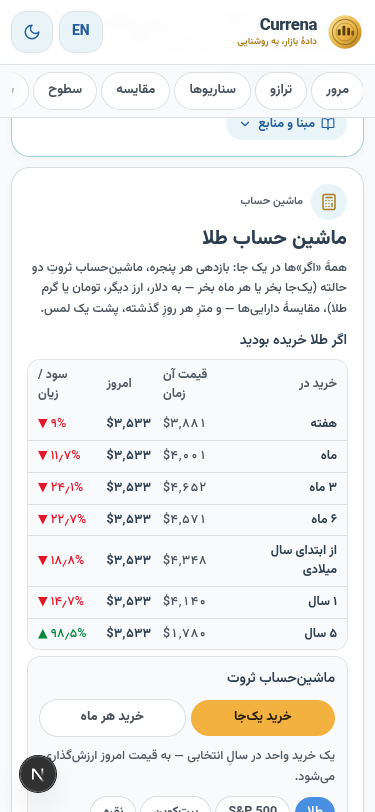 Currena
دادهٔ بازار، به روشنایی
EN
مرور
ترازو
سناریوها
مقایسه
سطوح
مبنا و منابع
ماشین حساب
ماشین حساب طلا
همهٔ «اگر»ها در یک جا: بازدهی هر پنجره، ماشین‌حساب ثروتِ دو
حالته (یک‌جا بخر یا هر ماه بخر — به دلار، ارز دیگر، تومان یا گرم
طلا)، مقایسهٔ دارایی‌ها — و مترِ هر روزِ گذشته، پشت یک لمس.
اگر طلا خریده بودید
خرید در قیمت آن زمان امروز سود / زیان
هفته $۳,۸۸۱ $۳,۵۳۳ ▼ ۹%
ماه $۴,۰۰۱ $۳,۵۳۳ ▼ ۱۱٫۷%
۳ ماه $۴,۶۵۲ $۳,۵۳۳ ▼ ۲۴٫۱%
۶ ماه $۴,۵۷۱ $۳,۵۳۳ ▼ ۲۲٫۷%
از ابتدای سال میلادی $۴,۳۴۸ $۳,۵۳۳ ▼ ۱۸٫۸%
۱ سال $۴,۱۴۰ $۳,۵۳۳ ▼ ۱۴٫۷%
۵ سال $۱,۷۸۰ $۳,۵۳۳ ▲ ۹۸٫۵%
ماشین‌حساب ثروت
خرید یک‌جا
خرید هر ماه
یک خرید واحد در سالِ انتخابی — به قیمت امروز ارزش‌گذاری
می‌شود.
طلا
S&P 500
بیت‌کوین
نقره
N